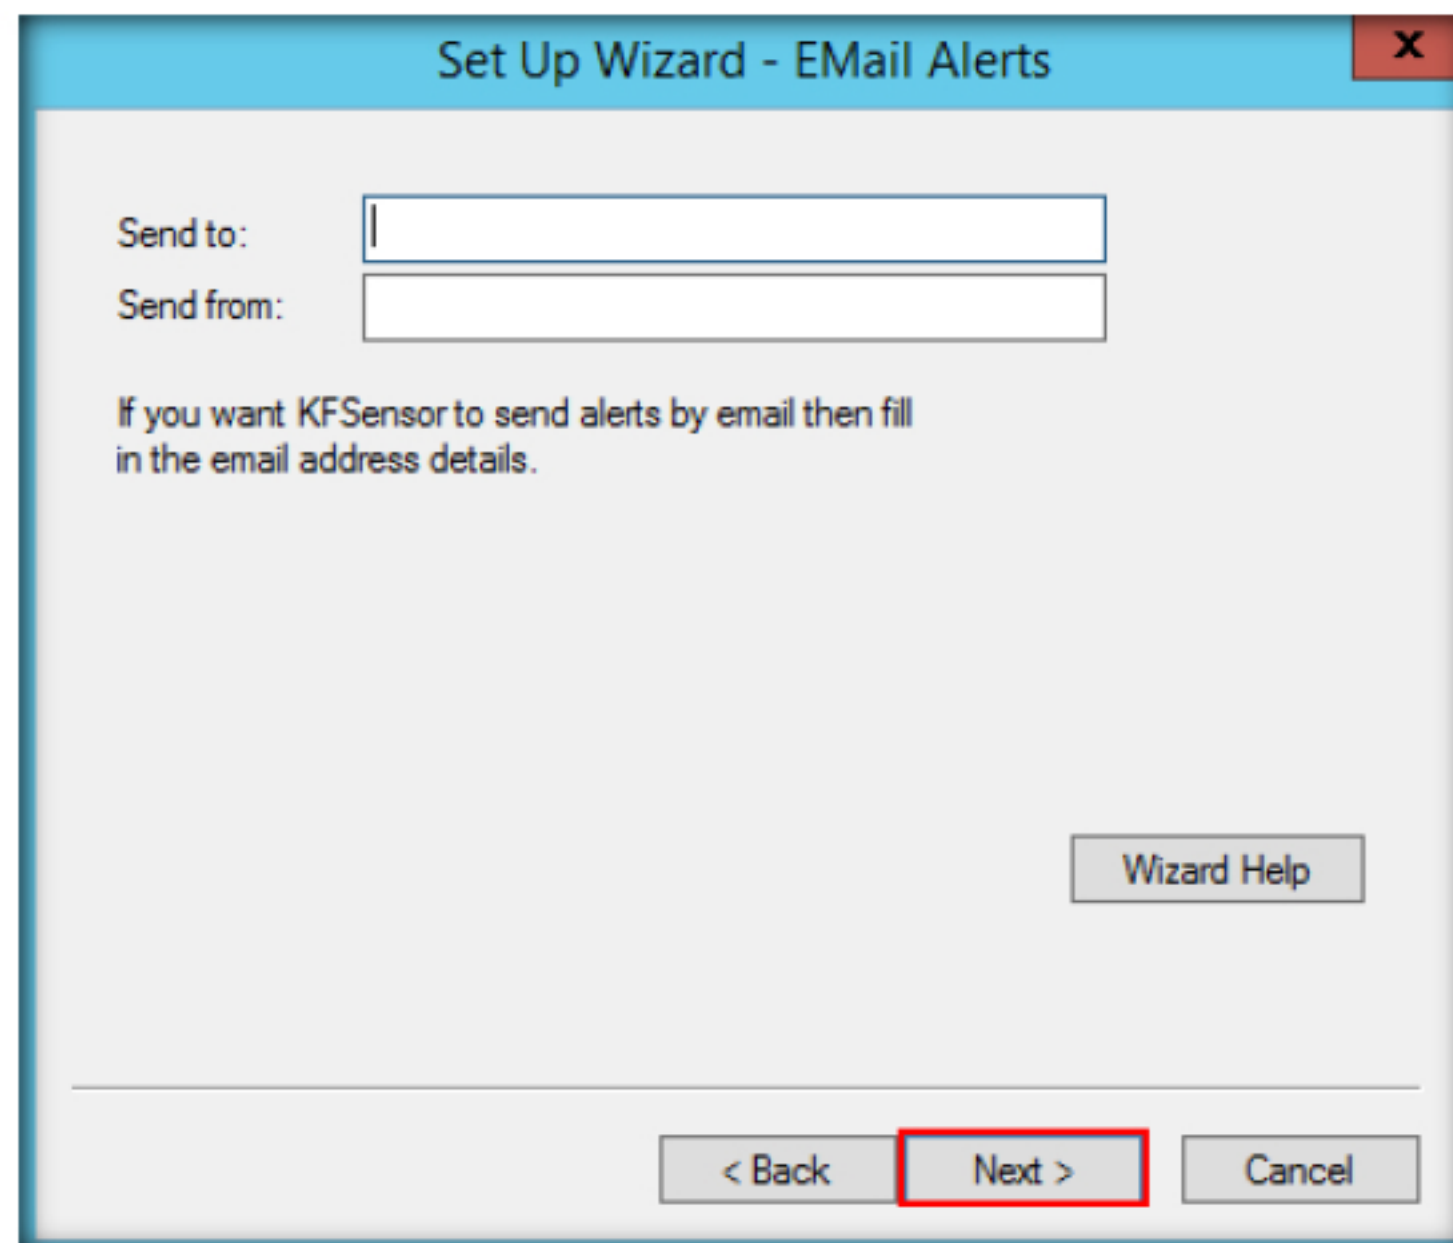 Set Up Wizard - EMail Alerts
x
Send to:
Send from:
If you want KFSensor to send alerts by email then fill
in the email address details.
Wizard Help
< Back
Next >
Cancel